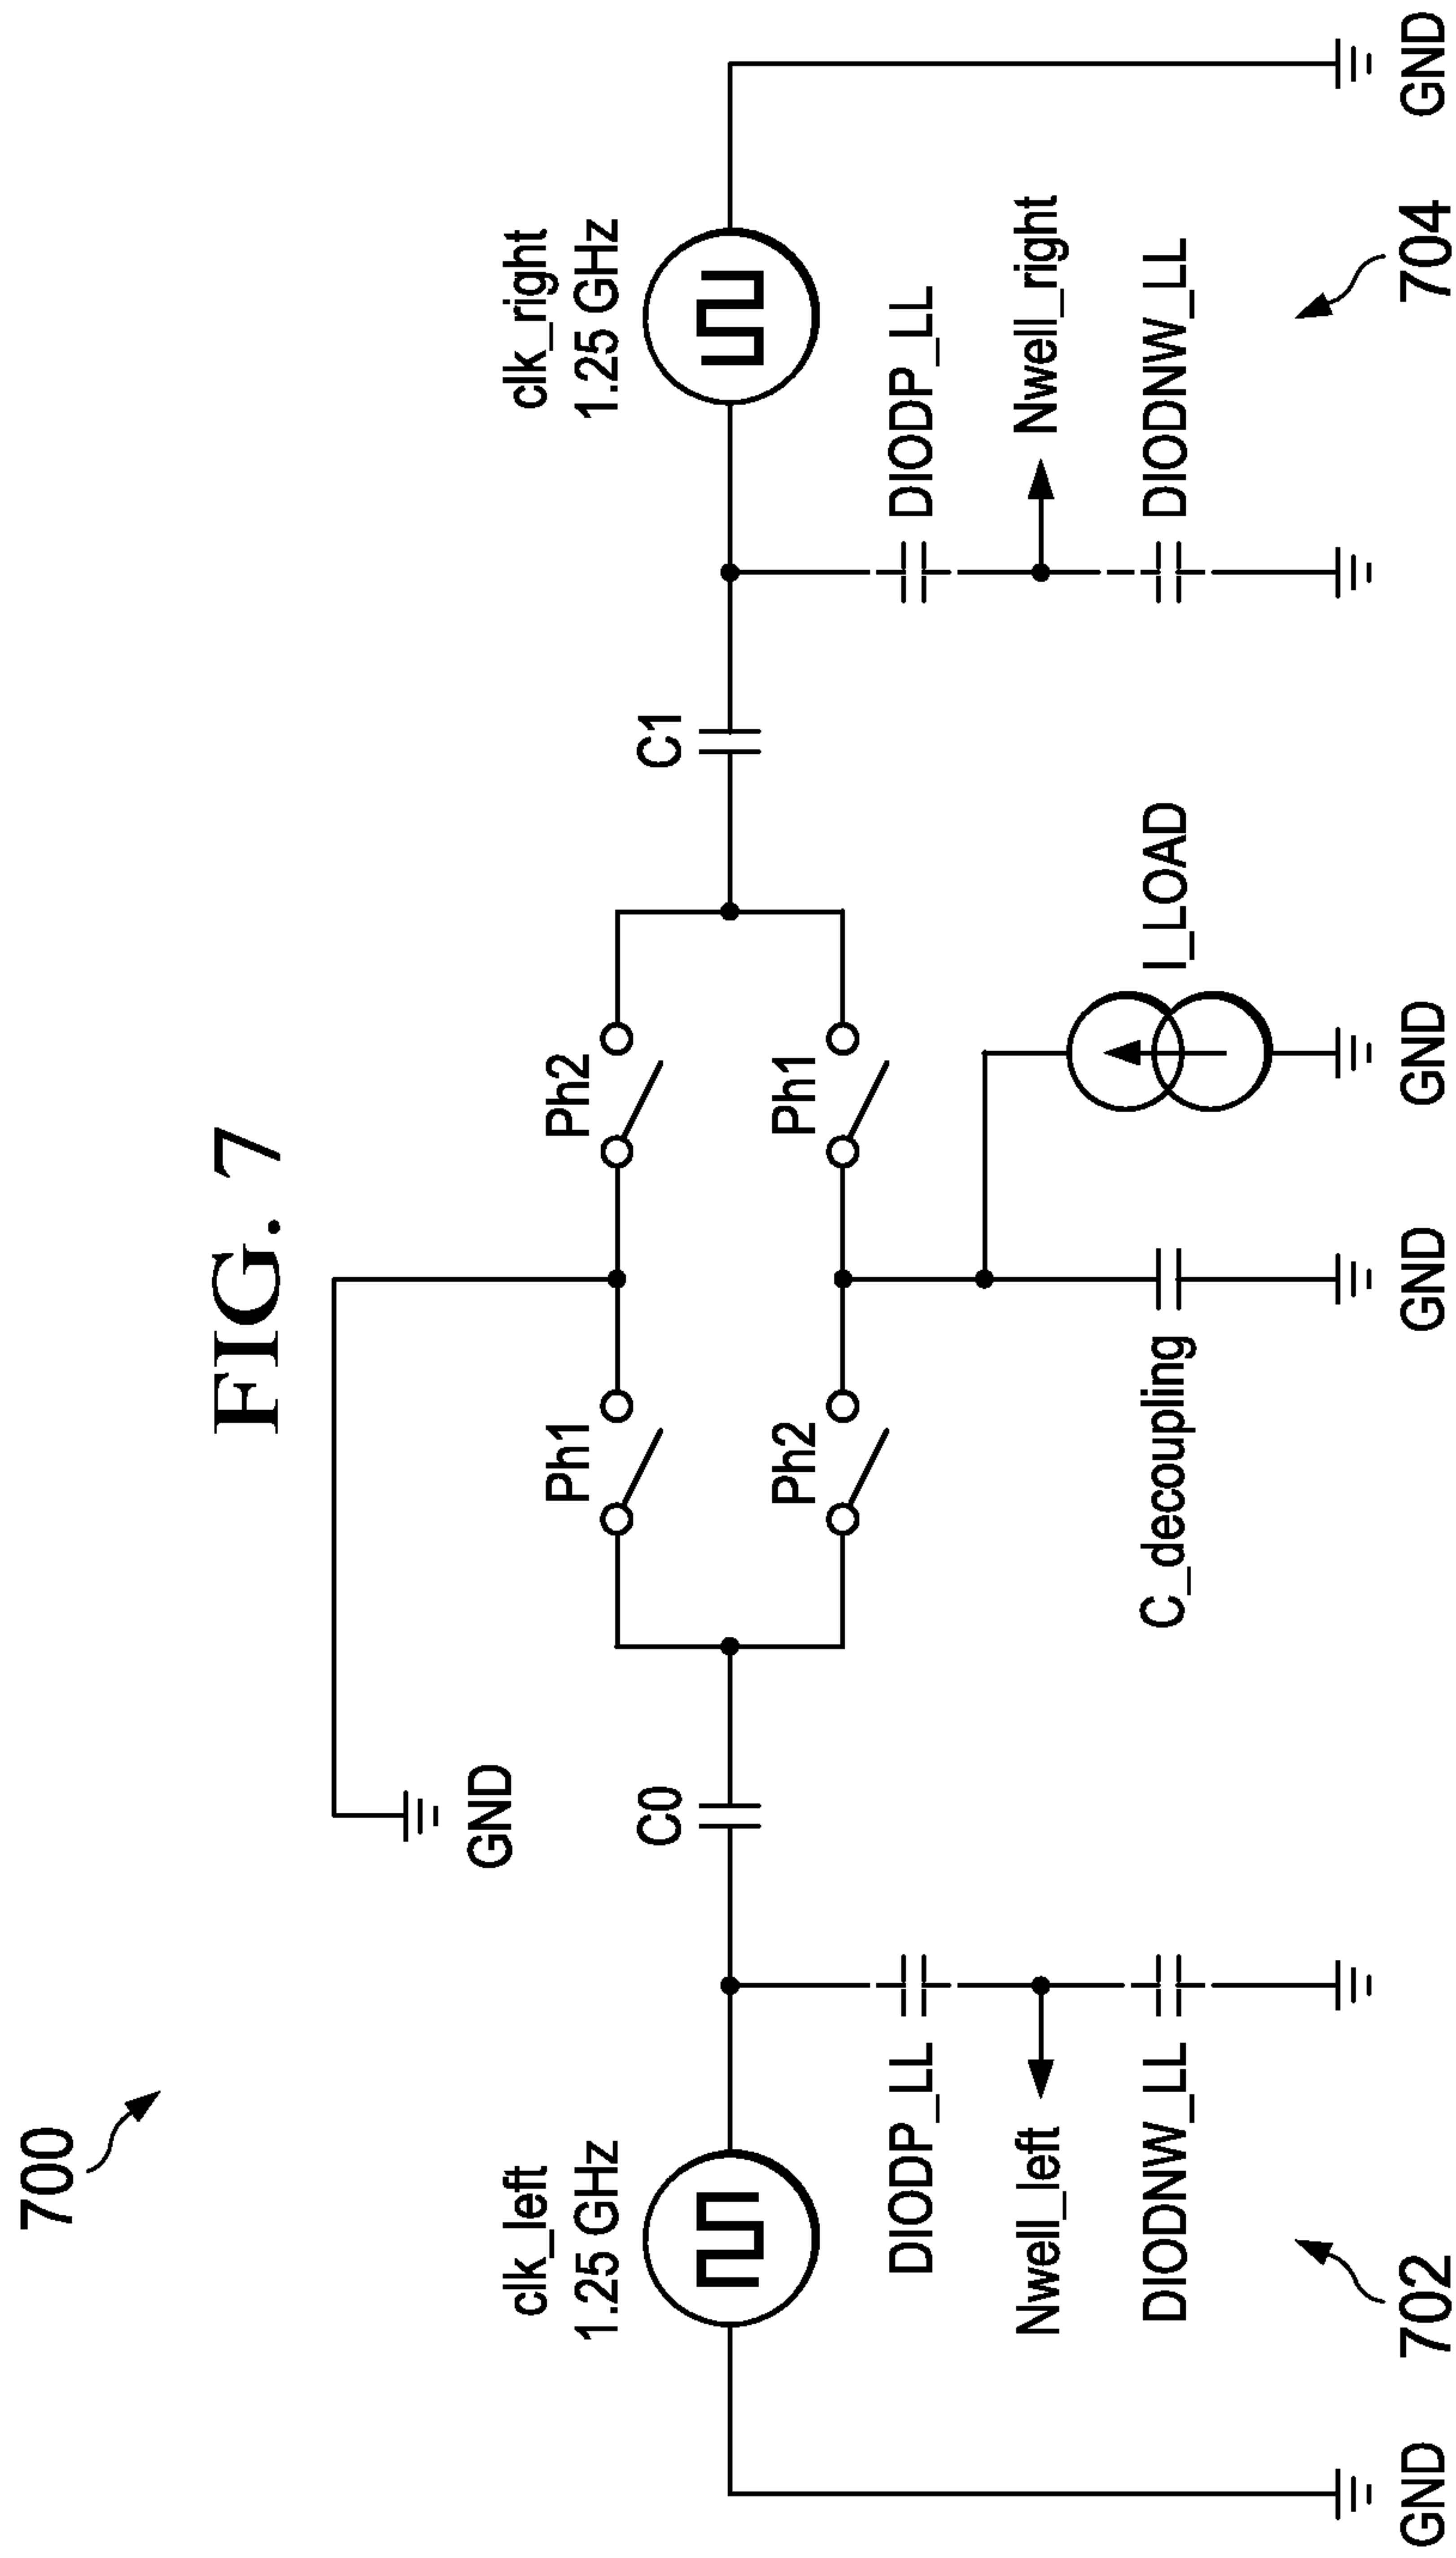 700
FIG. 7
GND
clk_left
1.25 GHz
clk_right
1.25 GHz
Ph1
Ph2
C0
C1
Ph2
Ph1
DIODP_LL
Nwell_left
DIODNW_LL
C_decoupling
I_LOAD
DIODP_LL
Nwell_right
DIODNW_LL
GND
702
GND
GND
704
GND